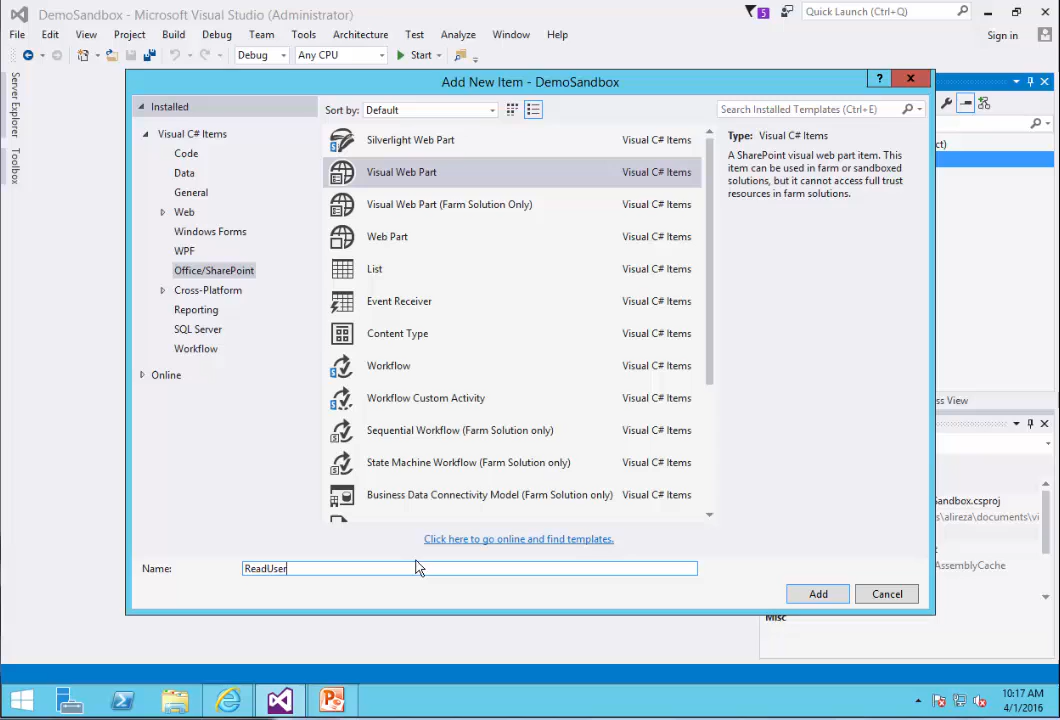 DemoSandbox - Microsoft Visual Studio (Administrator)
5
Quick Launch (Ctrl+Q)
File Edit View Project Build Debug Team Tools Architecture Test Analyze Window Help
Sign in
Debug Any CPU Start
Server Explorer
Toolbox
Add New Item - DemoSandbox
?
Installed
Sort by: Default
Search Installed Templates (Ctrl+E)
Visual C# Items
Code
Data
General
Web
Windows Forms
WPF
Office/SharePoint
Cross-Platform
Reporting
SQL Server
Workflow
Online
Silverlight Web Part Visual C# Items
Visual Web Part Visual C# Items
Visual Web Part (Farm Solution Only) Visual C# Items
Web Part Visual C# Items
List Visual C# Items
Event Receiver Visual C# Items
Content Type Visual C# Items
Workflow Visual C# Items
Workflow Custom Activity Visual C# Items
Sequential Workflow (Farm Solution only) Visual C# Items
State Machine Workflow (Farm Solution only) Visual C# Items
Business Data Connectivity Model (Farm Solution only) Visual C# Items
Type: Visual C# Items
A SharePoint visual web part item. This
item can be used in farm or sandboxed
solutions, but it cannot access full trust
resources in farm solutions.
Click here to go online and find templates.
Name: ReadUser
Add Cancel
ct)
ss View
Sandbox.csproj
s\alireza\documents\vi
AssemblyCache
Misc
10:17 AM
4/1/2016